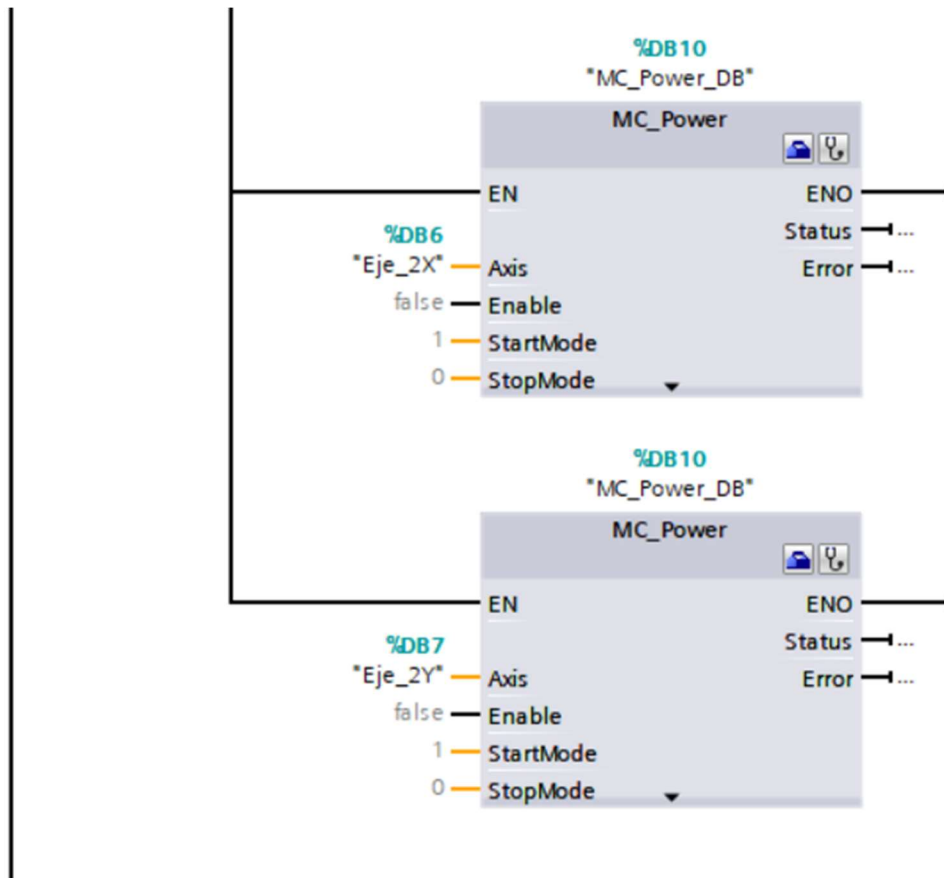 %DB10
"MC_Power_DB"
MC_Power
EN ENO
Status ...
%DB6
"Eje_2X" Axis Error ...
false Enable
1 StartMode
0 StopMode
%DB10
"MC_Power_DB"
MC_Power
EN ENO
Status ...
%DB7
"Eje_2Y" Axis Error ...
false Enable
1 StartMode
0 StopMode